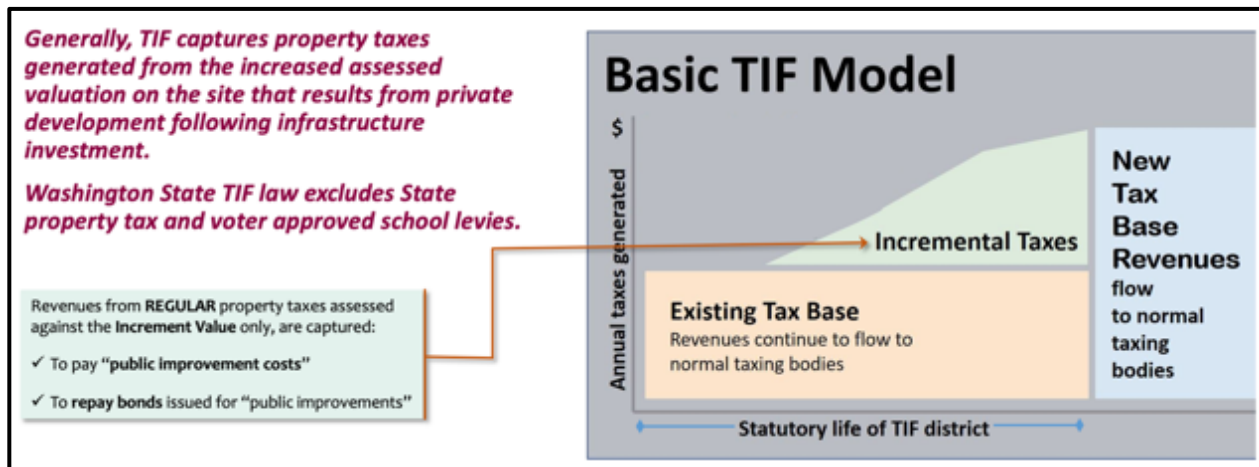 Generally, TIF captures property taxes
generated from the increased assessed
valuation on the site that results from private
development following infrastructure
investment.
Washington State TIF law excludes State
property tax and voter approved school levies.
Revenues from REGULAR property taxes assessed
against the Increment Value only, are captured:
✓ To pay “public improvement costs”
✓ To repay bonds issued for “public improvements”
Basic TIF Model
$
Annual taxes generated
Incremental Taxes
Existing Tax Base
Revenues continue to flow to
normal taxing bodies
Statutory life of TIF district
New
Tax
Base
Revenues
flow
to normal
taxing
bodies